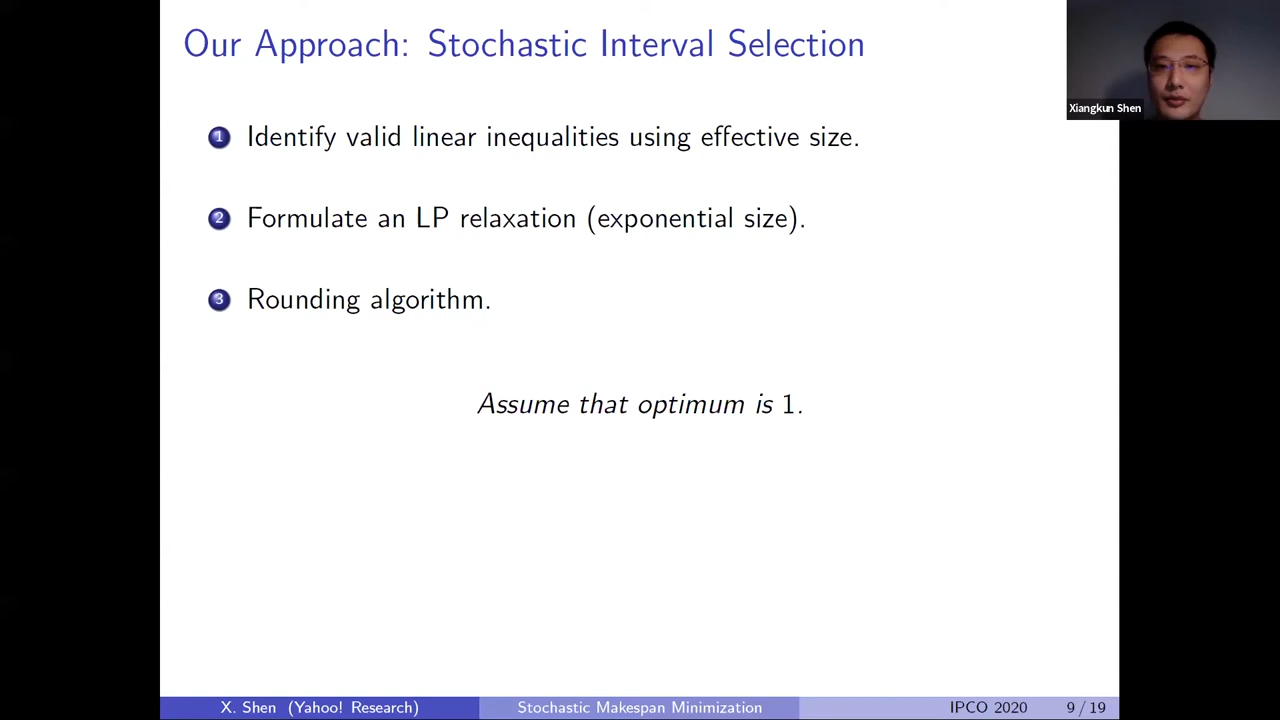 Our Approach: Stochastic Interval Selection
Xiangkun Shen
1 Identify valid linear inequalities using effective size.
2 Formulate an LP relaxation (exponential size).
3 Rounding algorithm.
Assume that optimum is 1.
X. Shen (Yahoo! Research) Stochastic Makespan Minimization IPCO 2020 9 / 19